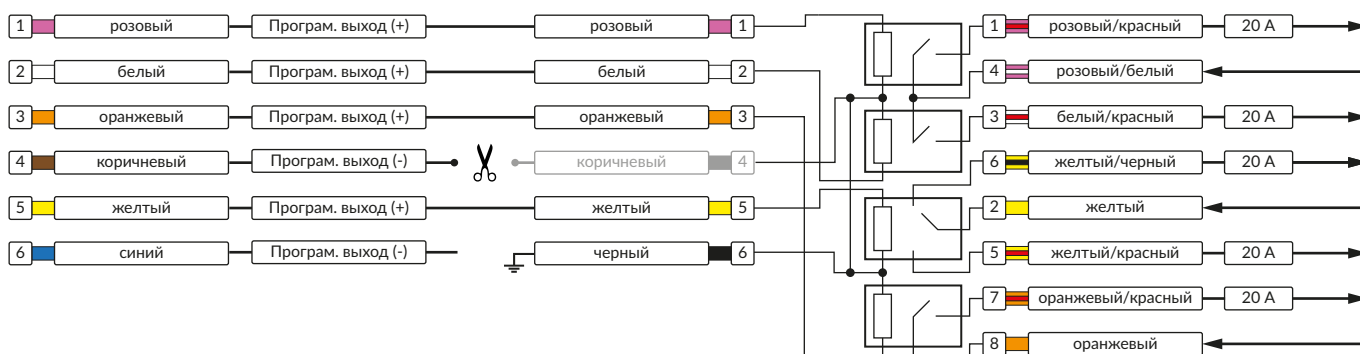 1 розовый Програм. выход (+) розовый 1 1 розовый/красный 20 А
2 белый Програм. выход (+) белый 2 4 розовый/белый
3 оранжевый Програм. выход (+) оранжевый 3 3 белый/красный 20 А
4 коричневый Програм. выход (-) коричневый 4 6 желтый/черный 20 А
5 желтый Програм. выход (+) желтый 5 2 желтый
6 синий Програм. выход (-) черный 6 5 желтый/красный 20 А
7 оранжевый/красный 20 А
8 оранжевый